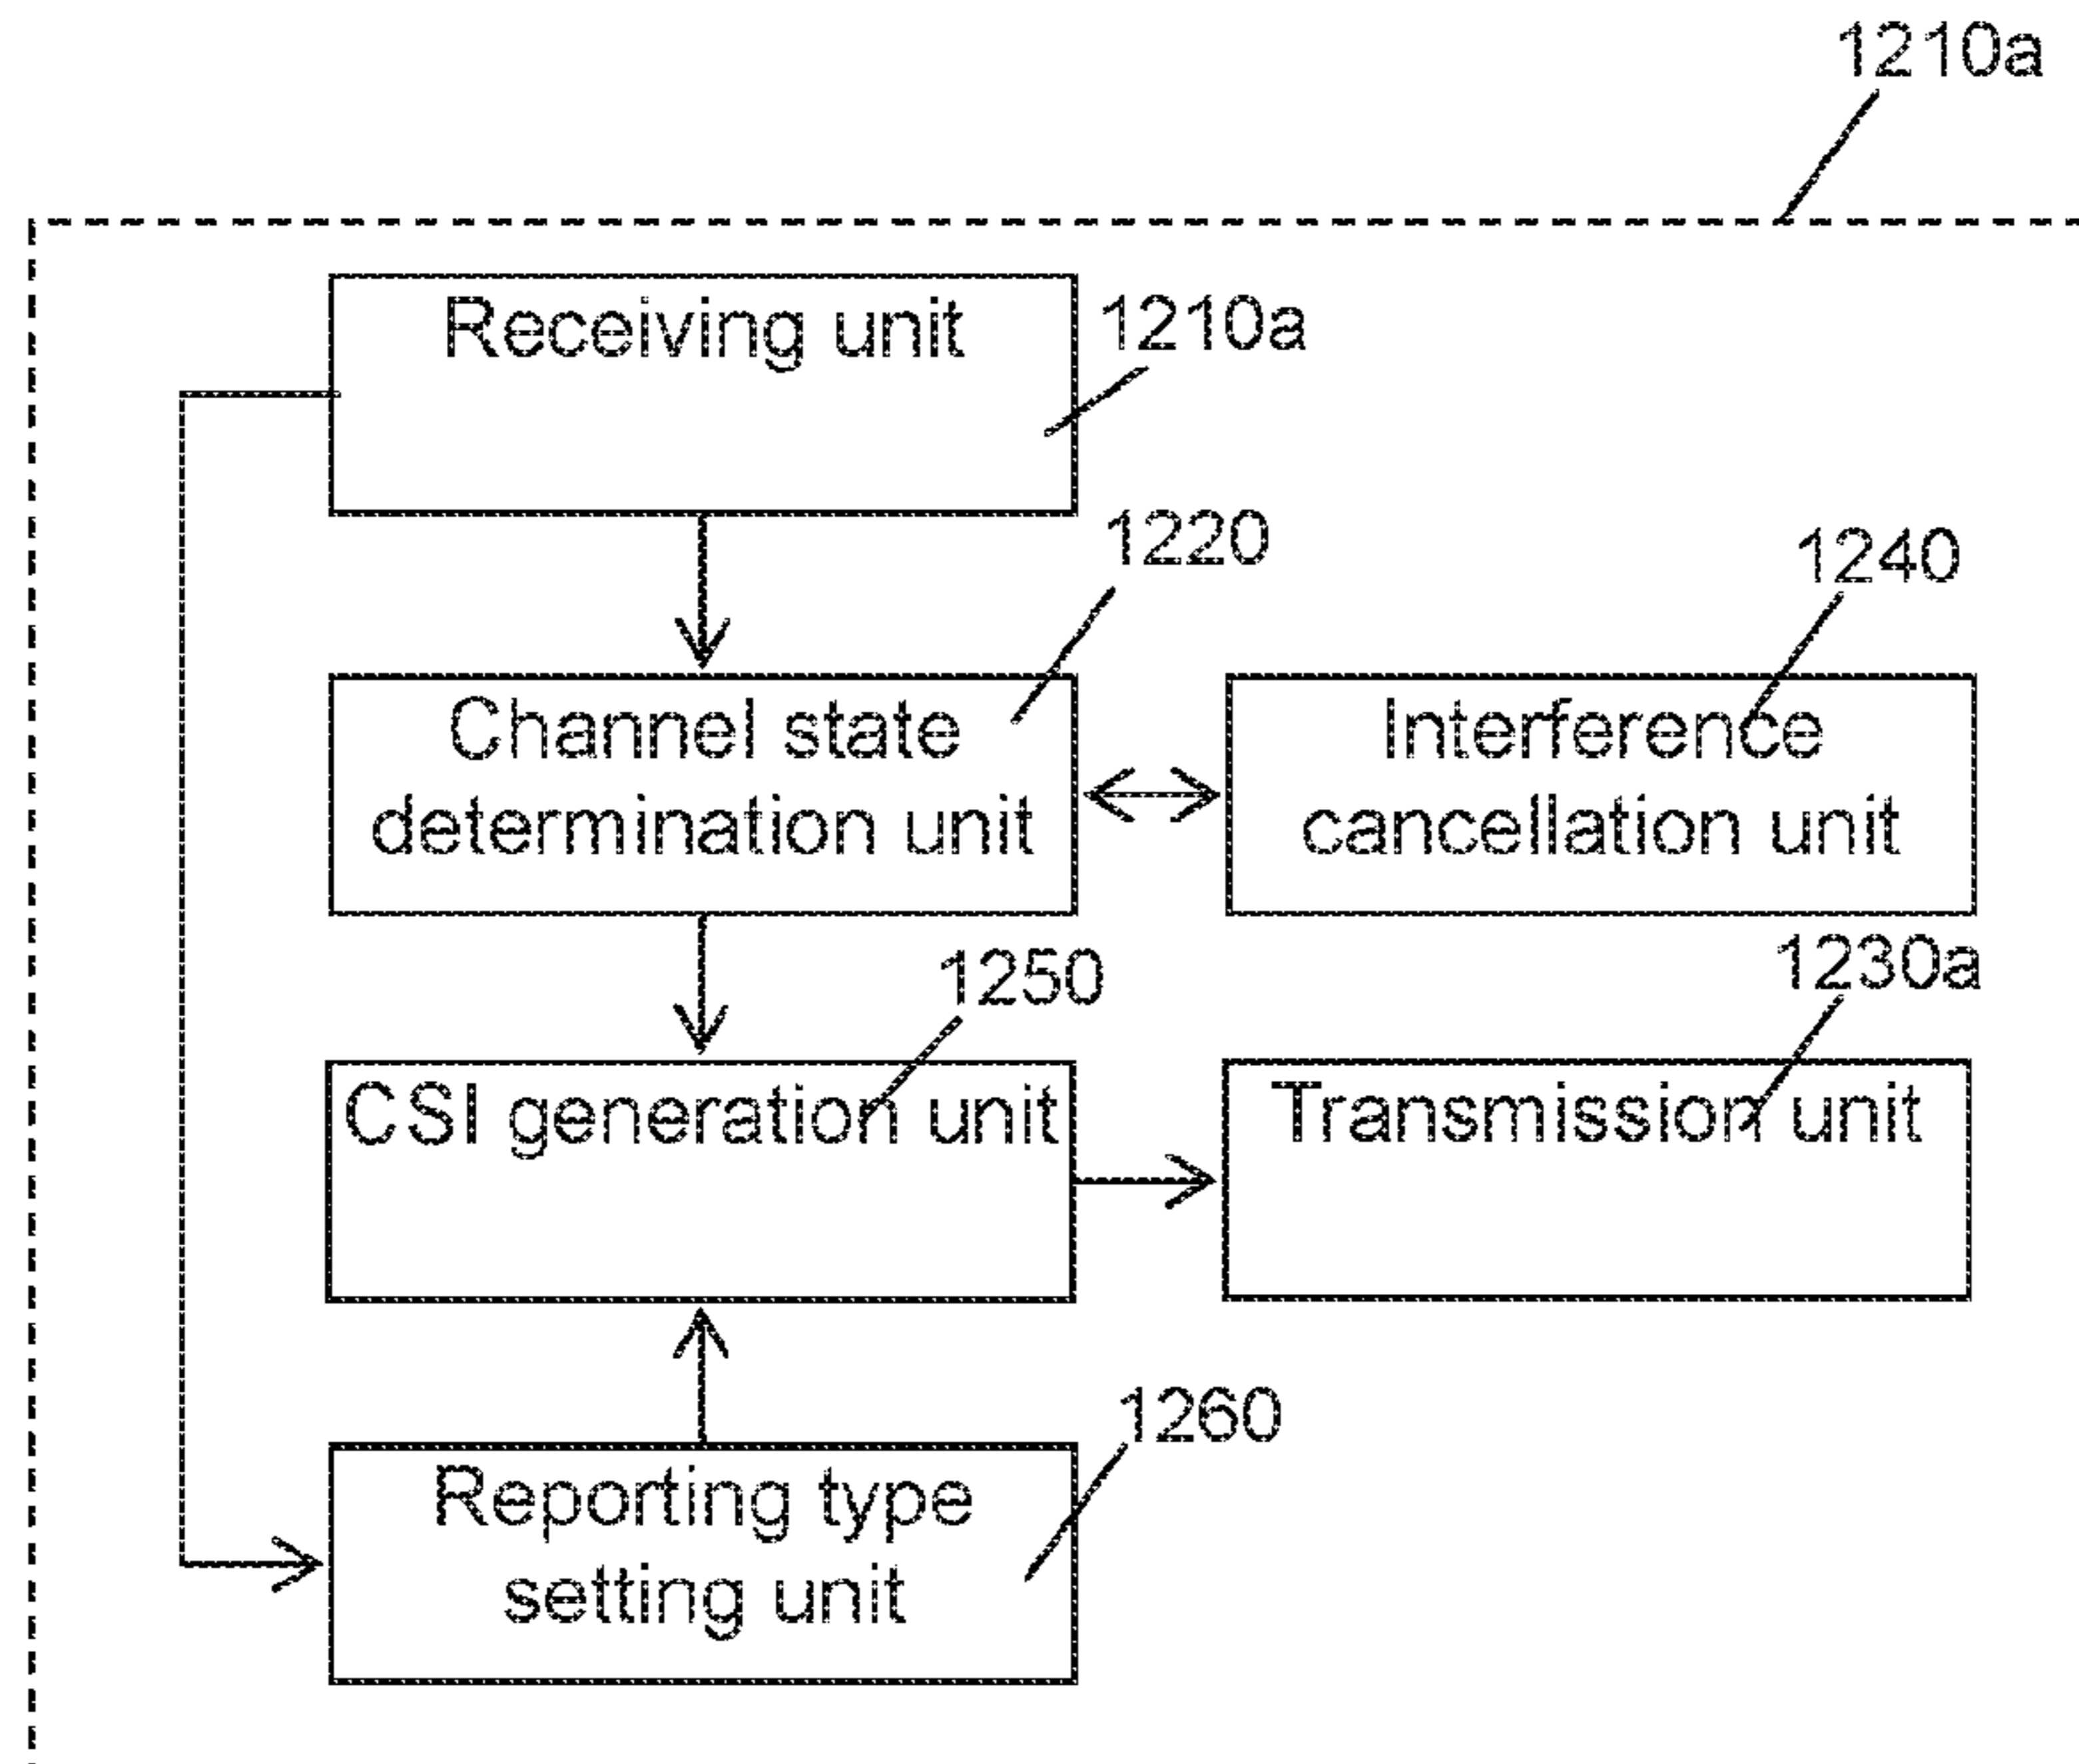 1210a
Receiving unit
1210a
1220
1240
Channel state
determination unit
Interference
cancellation unit
1250
1230a
CSI generation unit
Transmission unit
1260
Reporting type
setting unit